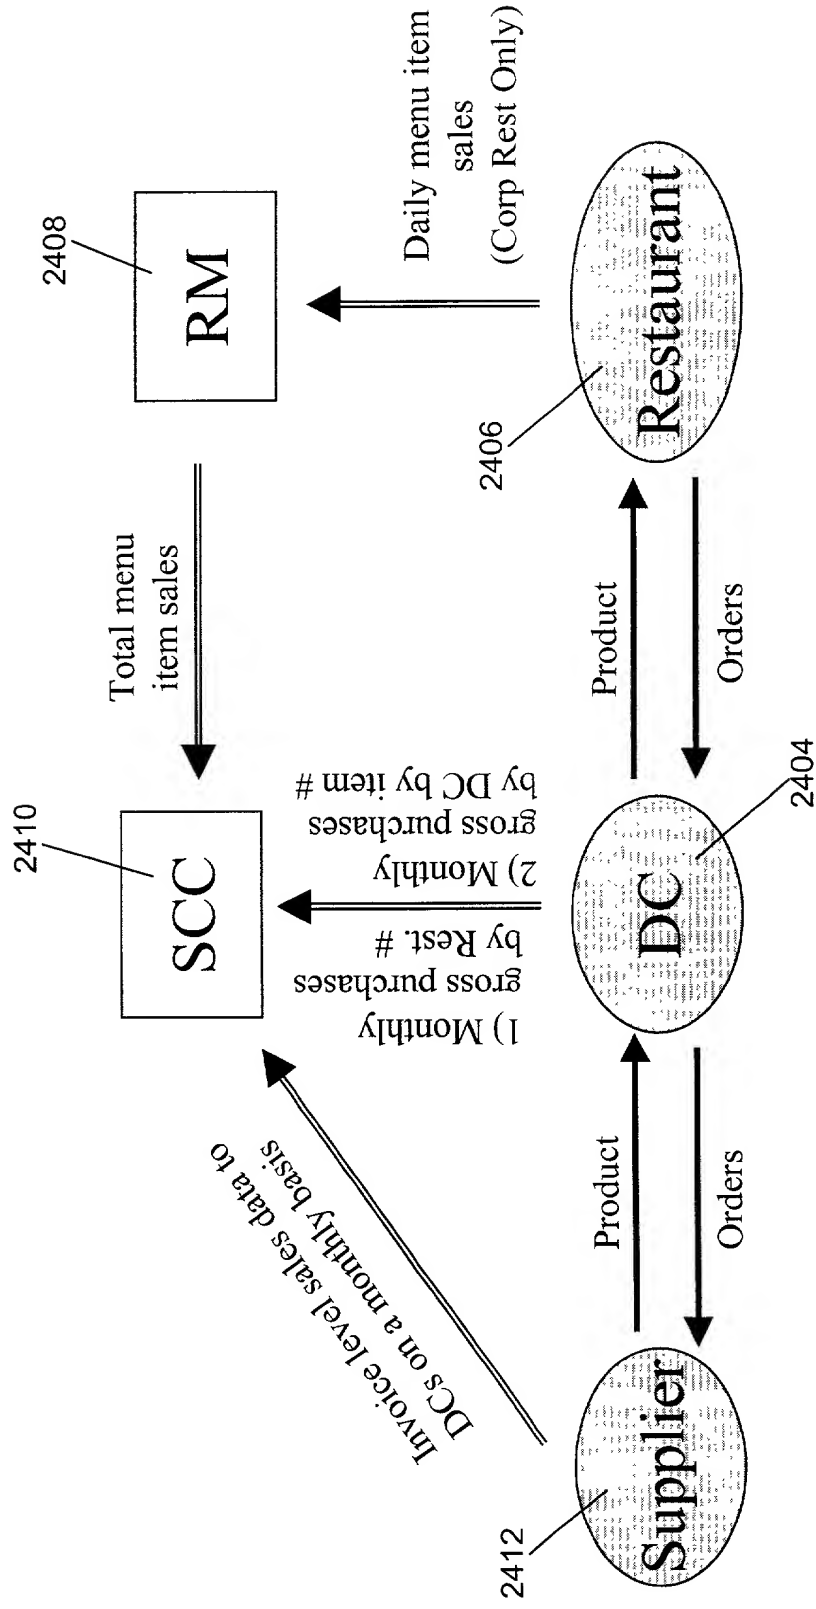 2410
SCC
Total menu
item sales
2408
RM
Invoice level sales data to
DCs on a monthly basis
1) Monthly
gross purchases
by Rest. #
2) Monthly
gross purchases
by DC by item #
Daily menu item
sales
(Corp Rest Only)
2412
Supplier
Product
Orders
DC
2404
Product
Orders
2406
Restaurant